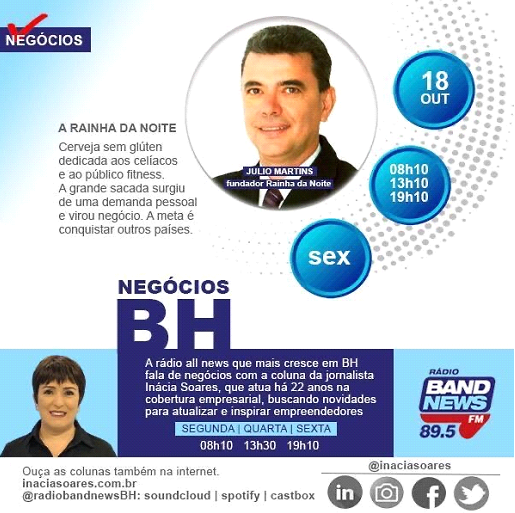 NEGÓCIOS
18
OUT
A RAINHA DA NOITE
Cerveja sem glúten
dedicada aos celíacos
e ao público fitness.
A grande sacada surgiu
de uma demanda pessoal
e virou negócio. A meta é
conquistar outros países.
JULIO MARTINS
fundador Rainha da Noite
08h10
13h10
19h10
sex
NEGÓCIOS
BH
A rádio all news que mais cresce em BH
fala de negócios com a coluna da jornalista
Inácia Soares, que atua há 22 anos na
cobertura empresarial, buscando novidades
para atualizar e inspirar empreendedores
SEGUNDA | QUARTA | SEXTA
08h10 13h30 19h10
RÁDIO
BAND
NEWS
FM
89.5
Ouça as colunas também na internet.
inaciasoares.com.br
@radiobandnewsBH: soundcloud | spotify | castbox
@inaciasoares
in